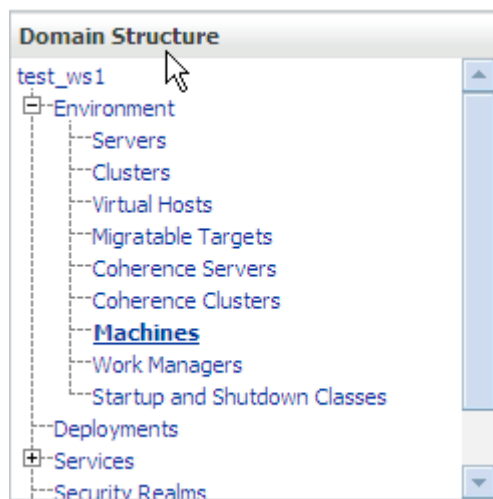 Domain Structure
test_ws1
Environment
Servers
Clusters
Virtual Hosts
Migratable Targets
Coherence Servers
Coherence Clusters
Machines
Work Managers
Startup and Shutdown Classes
Deployments
Services
Security Realms